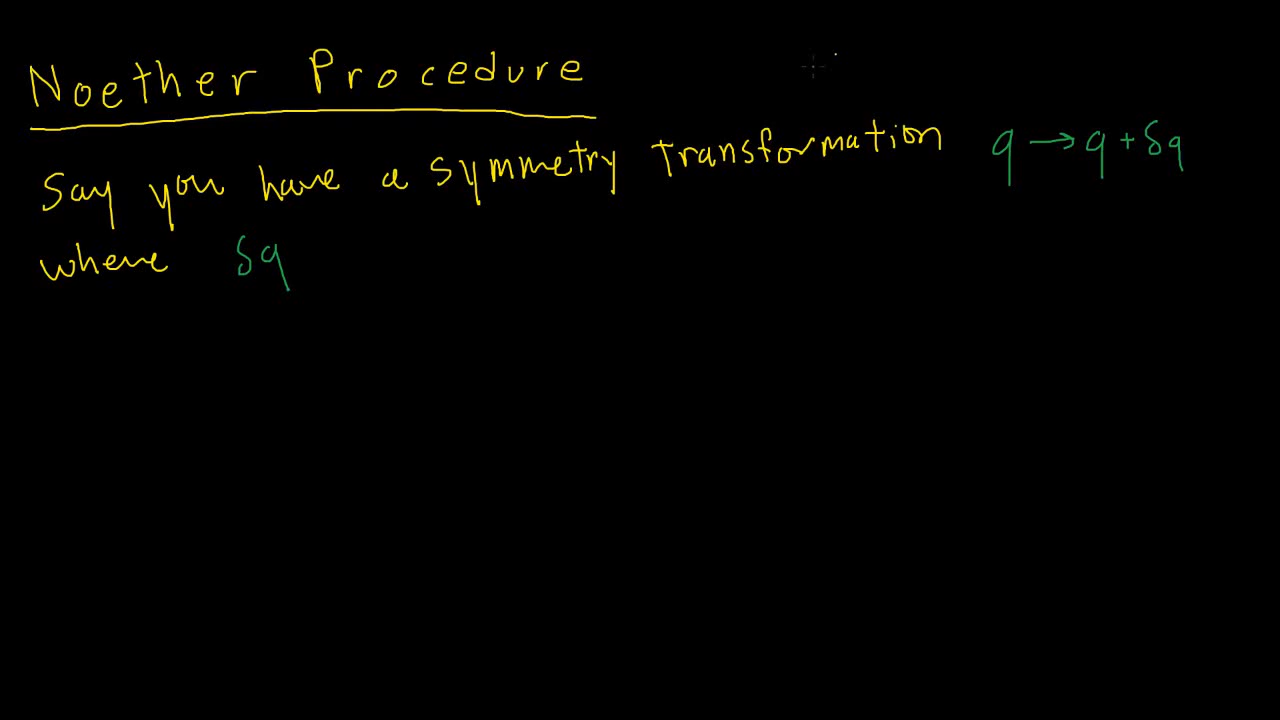 Noether Procedure
Say you have a symmetry transformation q → q + δq
where δq